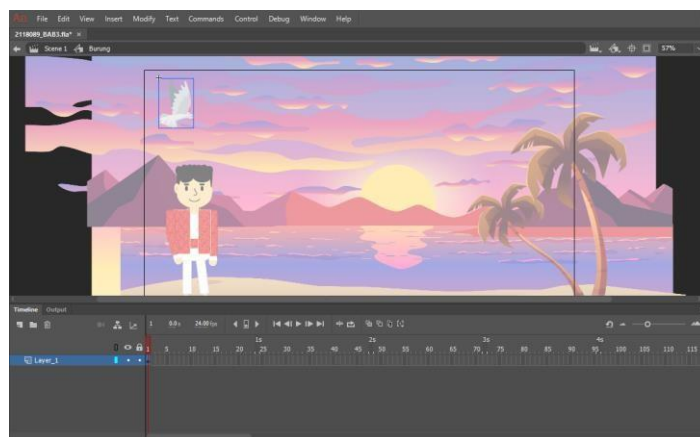 An File Edit View Insert Modify Text Commands Control Debug Window Help
2118089_BAB3.fla* ×
Scene 1 Burung 57%
Timeline Output
1 0.0s 24.00 fps
1s 2s 3s 4s
1 5 10 15 20 25 30 35 40 45 50 55 60 65 70 75 80 85 90 95 100 105 110 115
Layer_1